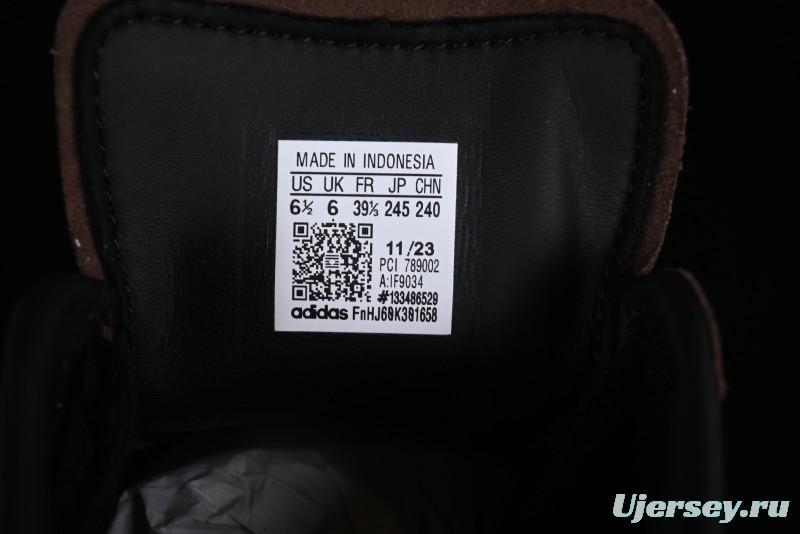 MADE IN INDONESIA
US UK FR JP CHN
6½ 6 39⅓ 245 240
11/23
PCI 789002
A:IF9034
#133486529
adidas FnHJ60K301658
Ujersey.ru